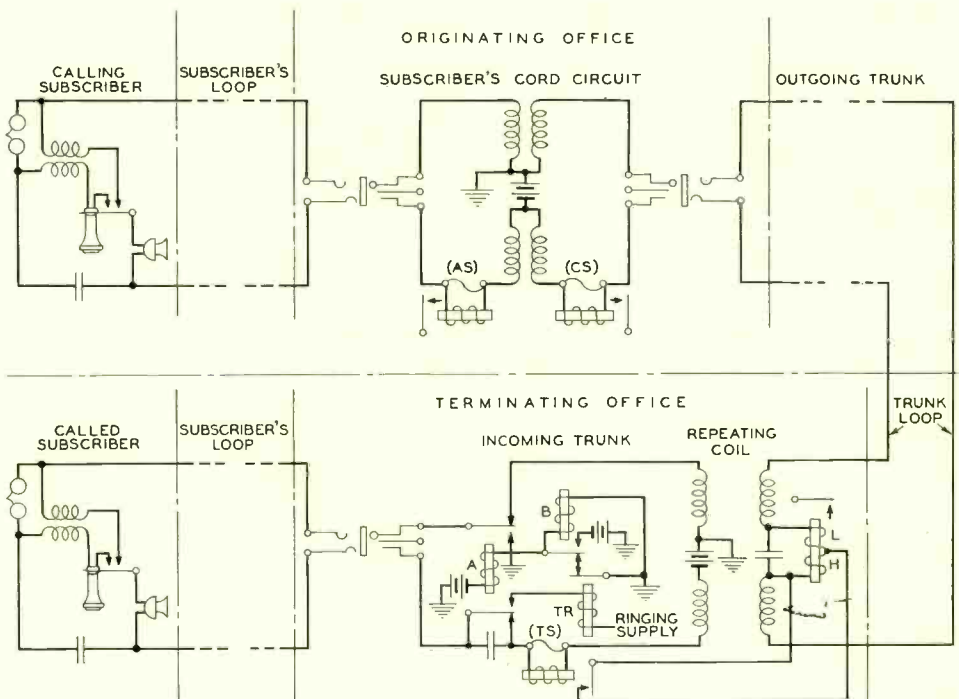 ORIGINATING OFFICE
CALLING
SUBSCRIBER
SUBSCRIBER'S
LOOP
SUBSCRIBER'S CORD CIRCUIT
OUTGOING TRUNK
(AS)
(CS)
TERMINATING OFFICE
CALLED
SUBSCRIBER
SUBSCRIBER'S
LOOP
INCOMING TRUNK
REPEATING
COIL
TRUNK
LOOP
B
L
A
H
TR
RINGING
SUPPLY
(TS)